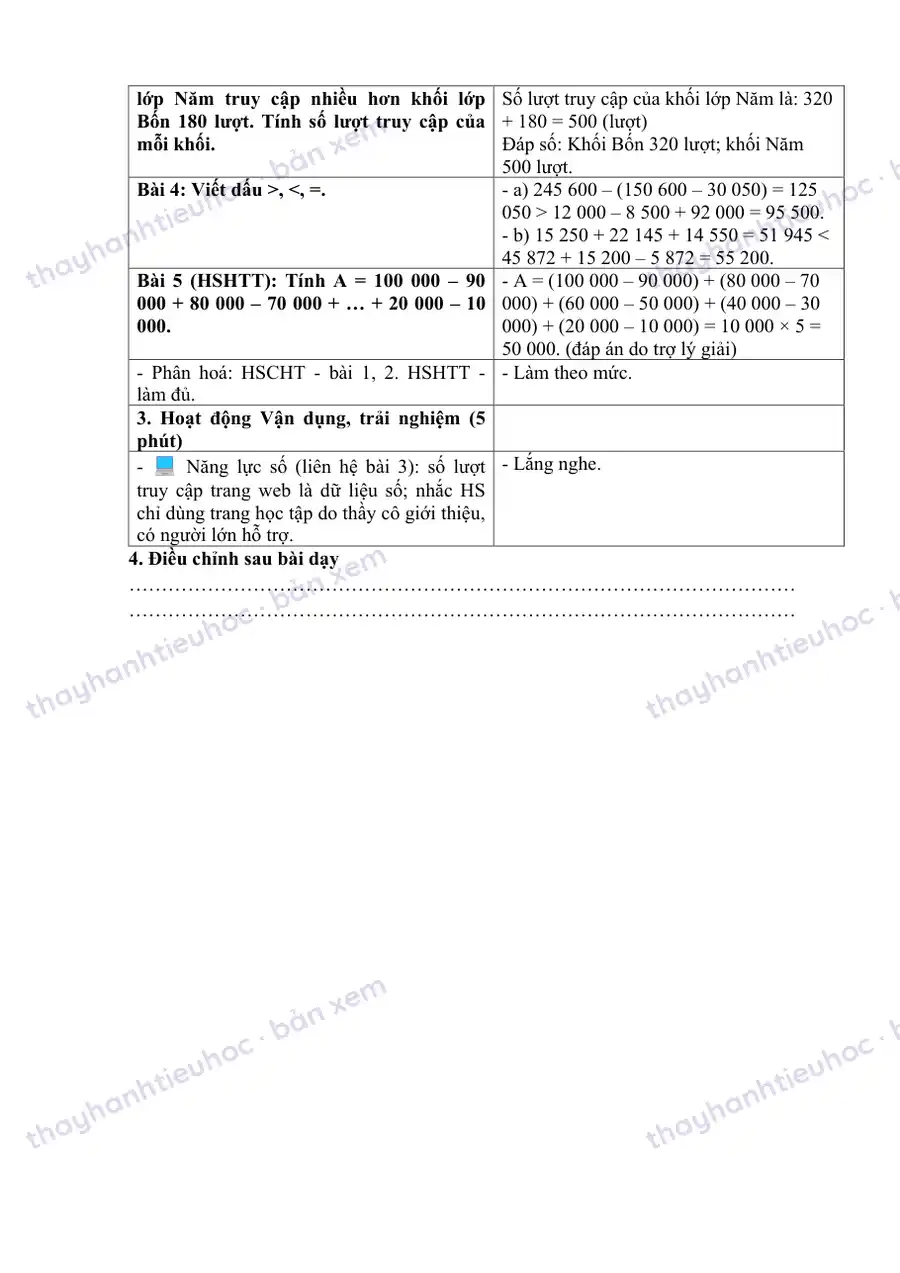 lớp Năm truy cập nhiều hơn khối lớp
Bốn 180 lượt. Tính số lượt truy cập của
mỗi khối.
Số lượt truy cập của khối lớp Năm là: 320
+ 180 = 500 (lượt)
Đáp số: Khối Bốn 320 lượt; khối Năm
500 lượt.
Bài 4: Viết dấu >, <, =.
- a) 245 600 – (150 600 – 30 050) = 125
050 > 12 000 – 8 500 + 92 000 = 95 500.
- b) 15 250 + 22 145 + 14 550 = 51 945 <
45 872 + 15 200 – 5 872 = 55 200.
Bài 5 (HSHTT): Tính A = 100 000 – 90
000 + 80 000 – 70 000 + … + 20 000 – 10
000.
- A = (100 000 – 90 000) + (80 000 – 70
000) + (60 000 – 50 000) + (40 000 – 30
000) + (20 000 – 10 000) = 10 000 × 5 =
50 000. (đáp án do trợ lý giải)
- Phân hoá: HSCHT - bài 1, 2. HSHTT -
làm đủ.
- Làm theo mức.
3. Hoạt động Vận dụng, trải nghiệm (5
phút)
- Năng lực số (liên hệ bài 3): số lượt
truy cập trang web là dữ liệu số; nhắc HS
chỉ dùng trang học tập do thầy cô giới thiệu,
có người lớn hỗ trợ.
- Lắng nghe.
4. Điều chỉnh sau bài dạy
thayhanhtieuhoc · bản xem
thayhanhtieuhoc · b
thayhanhtieuhoc · bản xem
thayhanhtieuhoc · b
thayhanhtieuhoc · bản xem
thayhanhtieuhoc · b